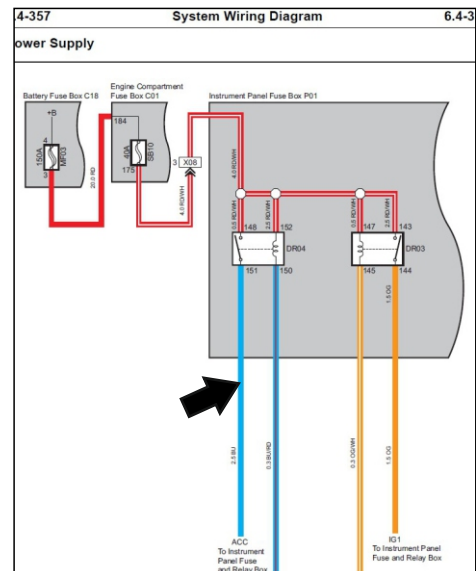 .4-357
System Wiring Diagram
6.4-3
ower Supply
Battery Fuse Box C18
Engine Compartment
Fuse Box C01
Instrument Panel Fuse Box P01
+B
4
150A
MF03
3
20.0 RD
184
40A
SB10
175
4.0 RD/WH
3
X08
4.0 RD/WH
0.5 RD/WH
2.5 RD/WH
0.5 RD/WH
2.5 RD/WH
148
152
147
143
DR04
DR03
151
150
145
144
1.5 OG
2.5 BU
0.3 BU/RD
0.3 OG/WH
1.5 OG
ACC
To Instrument
Panel Fuse
and Relay Box
IG1
To Instrument Panel
Fuse and Relay Box